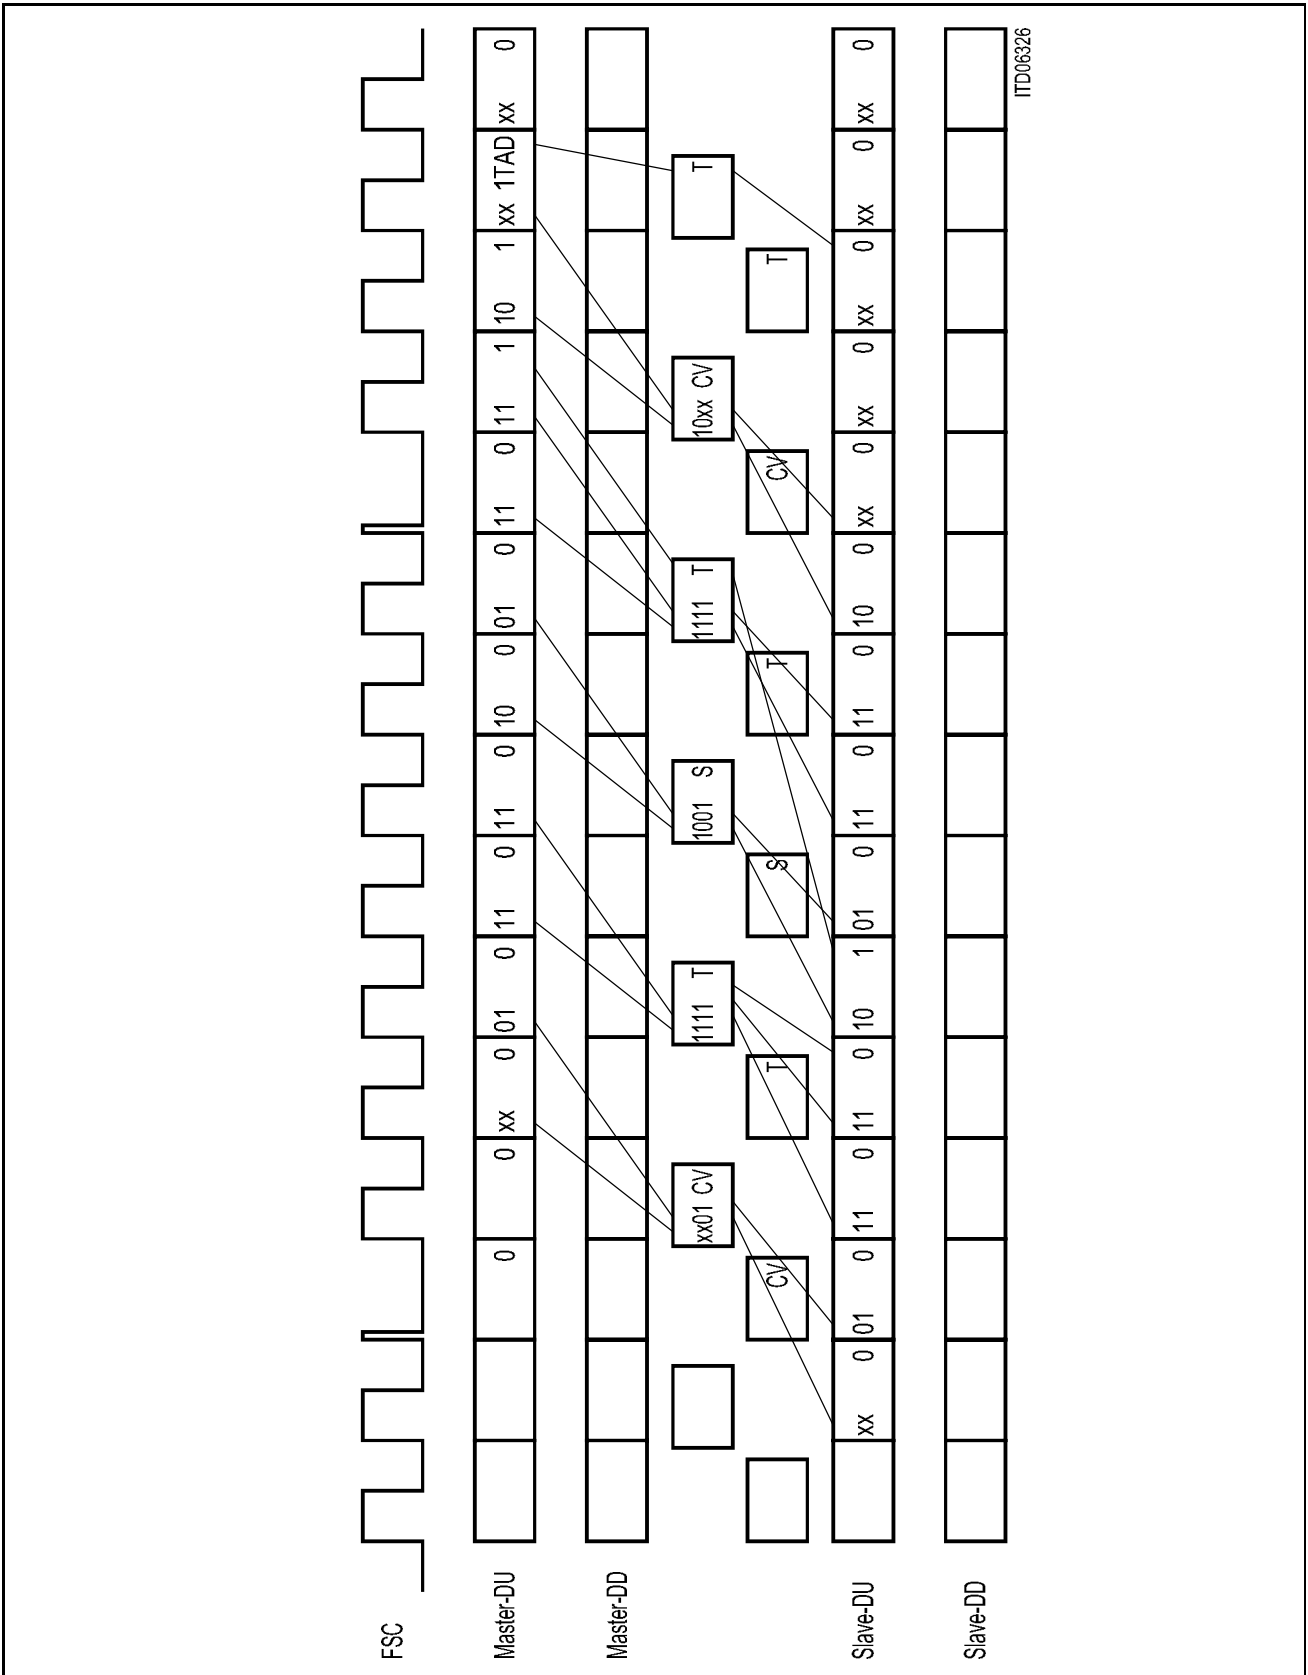 FSC
Master-DU 0 0 xx 0 01 0 11 0 11 0 10 0 01 0 11 0 11 1 10 1 xx 1TAD xx 0
Master-DD
xx01 CV 1111 T 1001 S 1111 T 10xx CV T
CV T S T CV T
Slave-DU xx 0 01 0 11 0 11 0 10 1 01 0 11 0 11 0 10 0 xx 0 xx 0 xx 0 xx 0 xx 0
Slave-DD
ITD06326